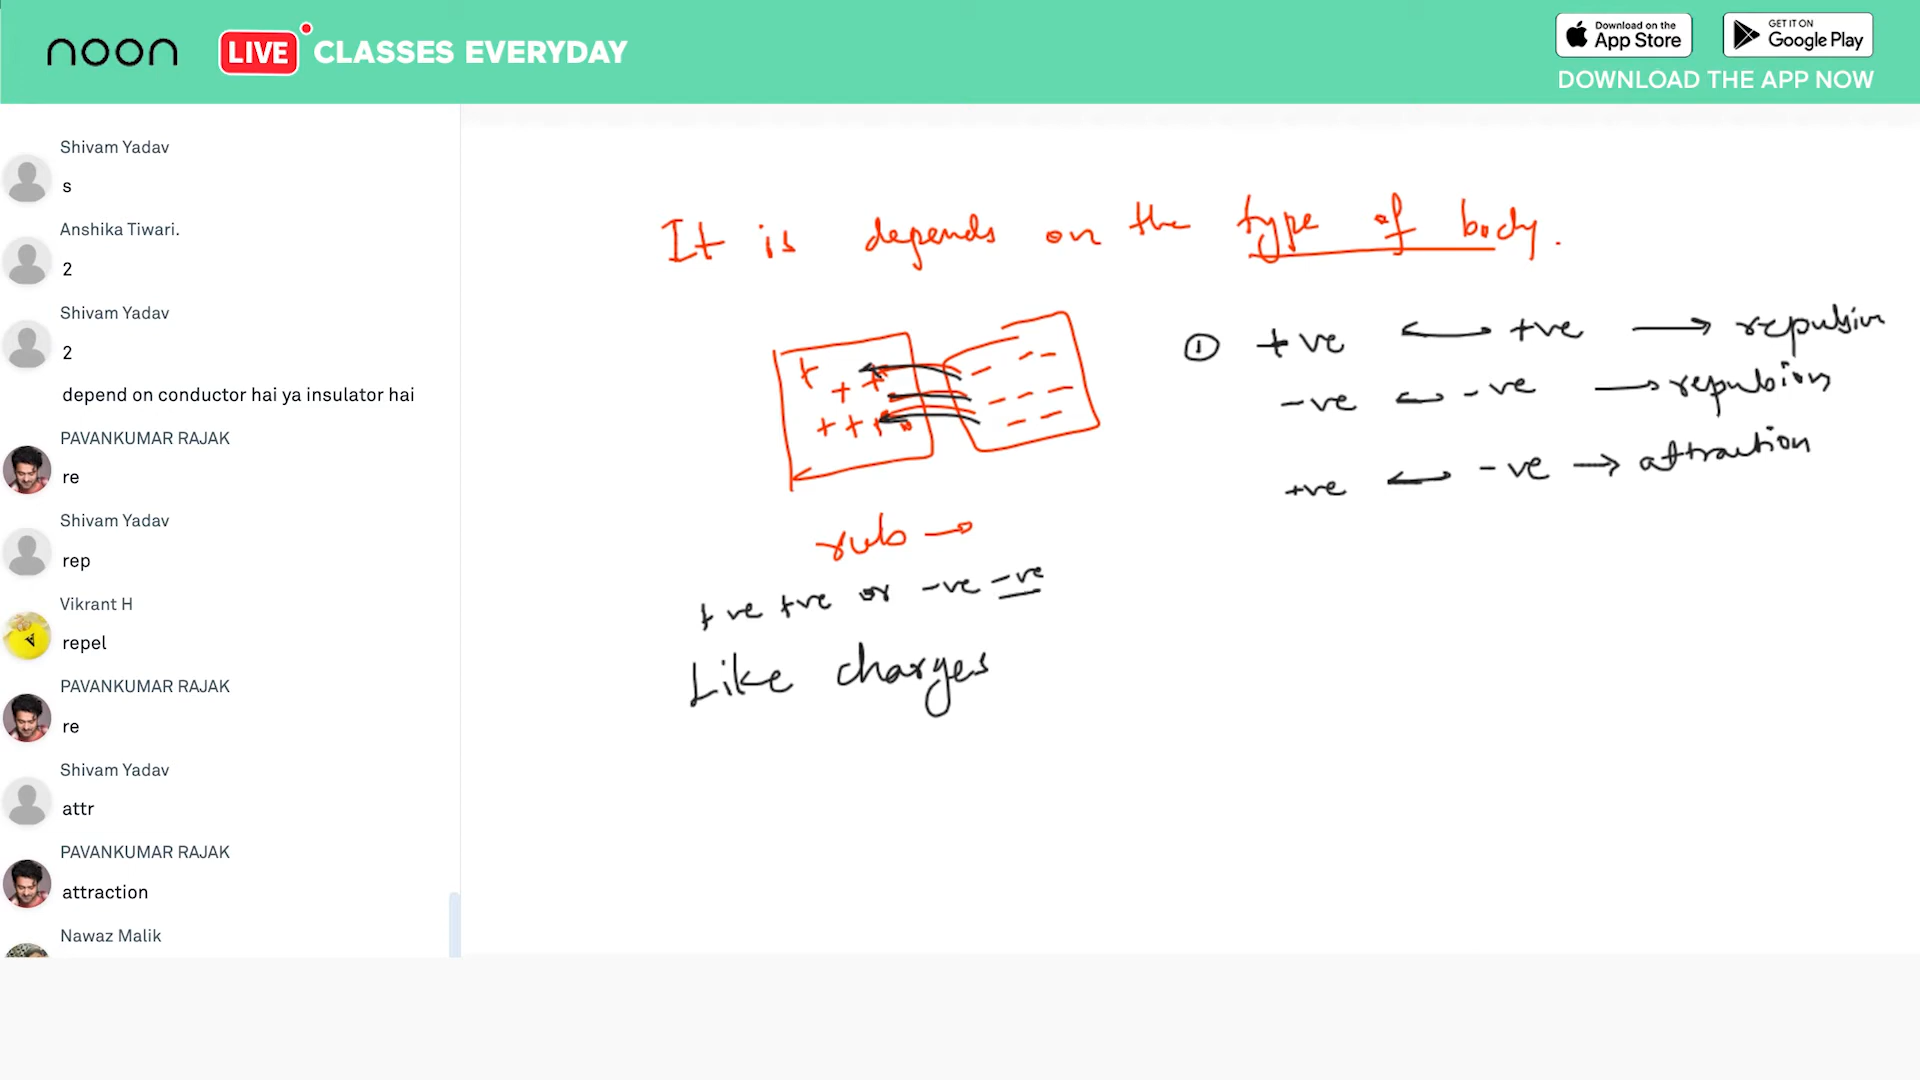 noon LIVE CLASSES EVERYDAY
Download on the App Store
GET IT ON Google Play
DOWNLOAD THE APP NOW
Shivam Yadav
s
Anshika Tiwari.
2
Shivam Yadav
2
depend on conductor hai ya insulator hai
PAVANKUMAR RAJAK
re
Shivam Yadav
rep
Vikrant H
repel
PAVANKUMAR RAJAK
re
Shivam Yadav
attr
PAVANKUMAR RAJAK
attraction
Nawaz Malik
It is depends on the type of body.
+ + +
+ + + 
- - -
- - -
- -
rub →
+ve +ve or -ve -ve
Like charges
① +ve ↔ +ve → repulsive
-ve ↔ -ve → repulsion
+ve ↔ -ve → attraction